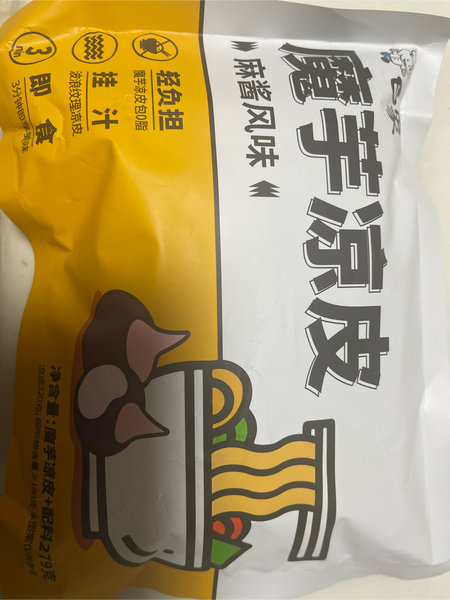 魔芋凉皮
麻酱风味
轻负担
魔芋凉皮包0脂
挂汁
波浪纹理凉皮
3
即食
净含量:魔芋凉皮+配料279克